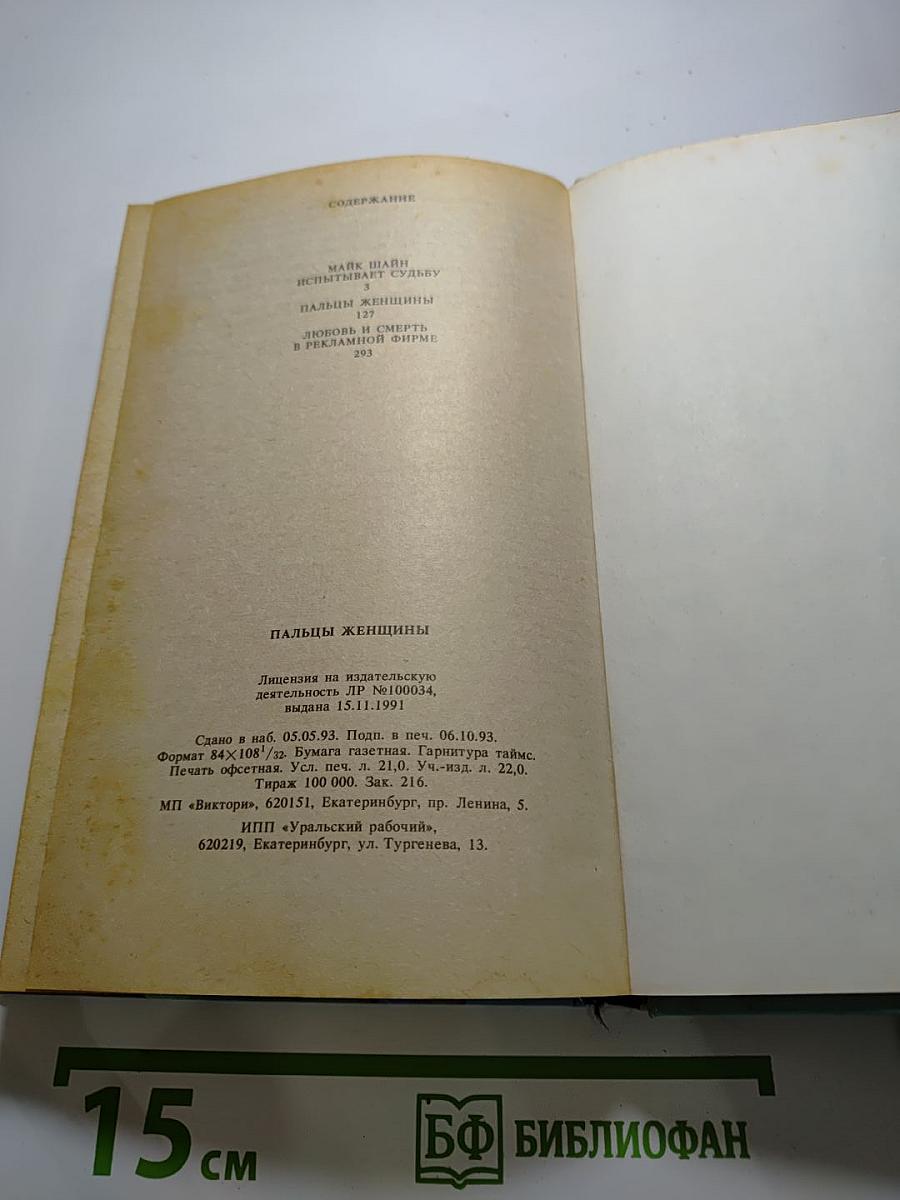 СОДЕРЖАНИЕ
МАЙК ШАЙН
ИСПЫТЫВАЕТ СУДЬБУ
3
ПАЛЬЦЫ ЖЕНЩИНЫ
127
ЛЮБОВЬ И СМЕРТЬ
В РЕКЛАМНОЙ ФИРМЕ
293
ПАЛЬЦЫ ЖЕНЩИНЫ
Лицензия на издательскую
деятельность ЛР №100034,
выдана 15.11.1991
Сдано в наб. 05.05.93. Подп. в печ. 06.10.93.
Формат 84×108¹/₃₂. Бумага газетная. Гарнитура таймс.
Печать офсетная. Усл. печ. л. 21,0. Уч.-изд. л. 22,0.
Тираж 100 000. Зак. 216.
МП «Виктори», 620151, Екатеринбург, пр. Ленина, 5.
ИПП «Уральский рабочий»,
620219, Екатеринбург, ул. Тургенева, 13.
15 см
БФ БИБЛИОФАН